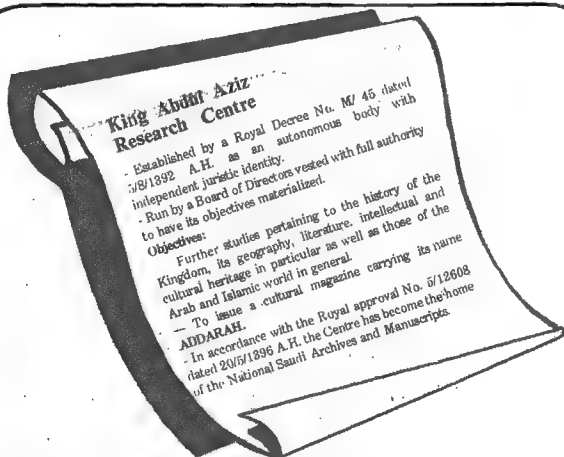 King Abdul Aziz
Research Centre
- Established by a Royal Decree No. M/ 45 dated
5/8/1392 A.H. as an autonomous body with
independent juristic identity.
- Run by a Board of Directors vested with full authority
to have its objectives materialized.
Objectives:
Further studies pertaining to the history of the
Kingdom, its geography, literature, intellectual and
cultural heritage in particular as well as those of the
Arab and Islamic world in general.
— To issue a cultural magazine carrying its name
ADDARAH.
- In accordance with the Royal approval No. 5/12608
dated 20/5/1396 A.H. the Centre has become the home
of the National Saudi Archives and Manuscripts.